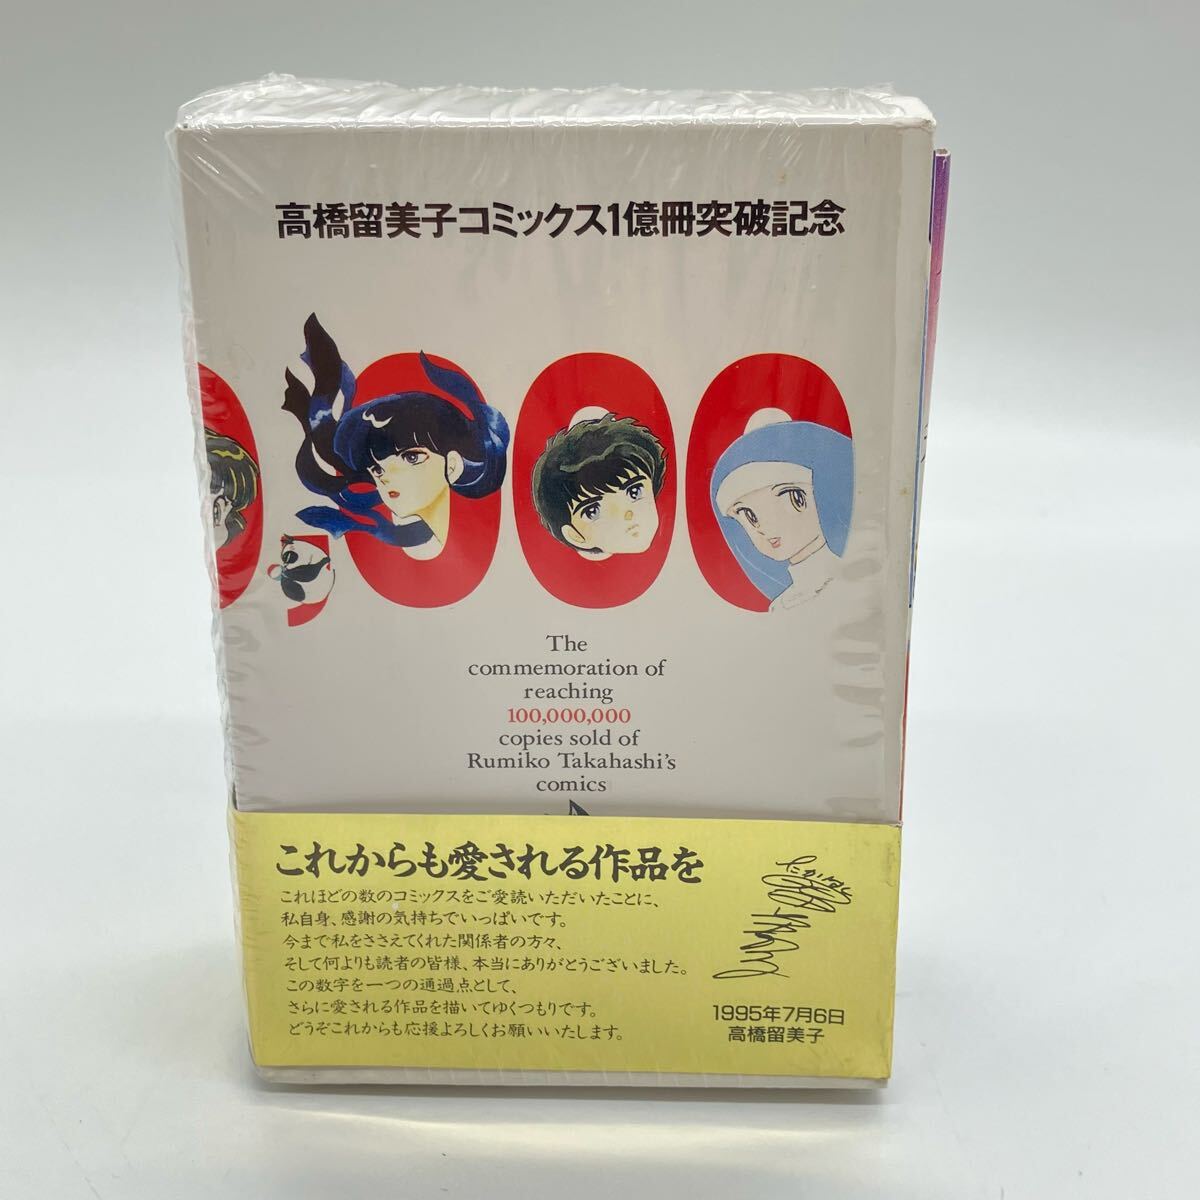 高橋留美子コミックス1億冊突破記念
0,000
The
commemoration of
reaching
100,000,000
copies sold of
Rumiko Takahashi's
comics
これからも愛される作品を
これほどの数のコミックスをご愛読いただいたことに、
私自身、感謝の気持ちでいっぱいです。
今まで私をささえてくれた関係者の方々、
そして何よりも読者の皆様、本当にありがとうございました。
この数字を一つの通過点として、
さらに愛される作品を描いてゆくつもりです。
どうぞこれからも応援よろしくお願いいたします。
1995年7月6日
高橋留美子